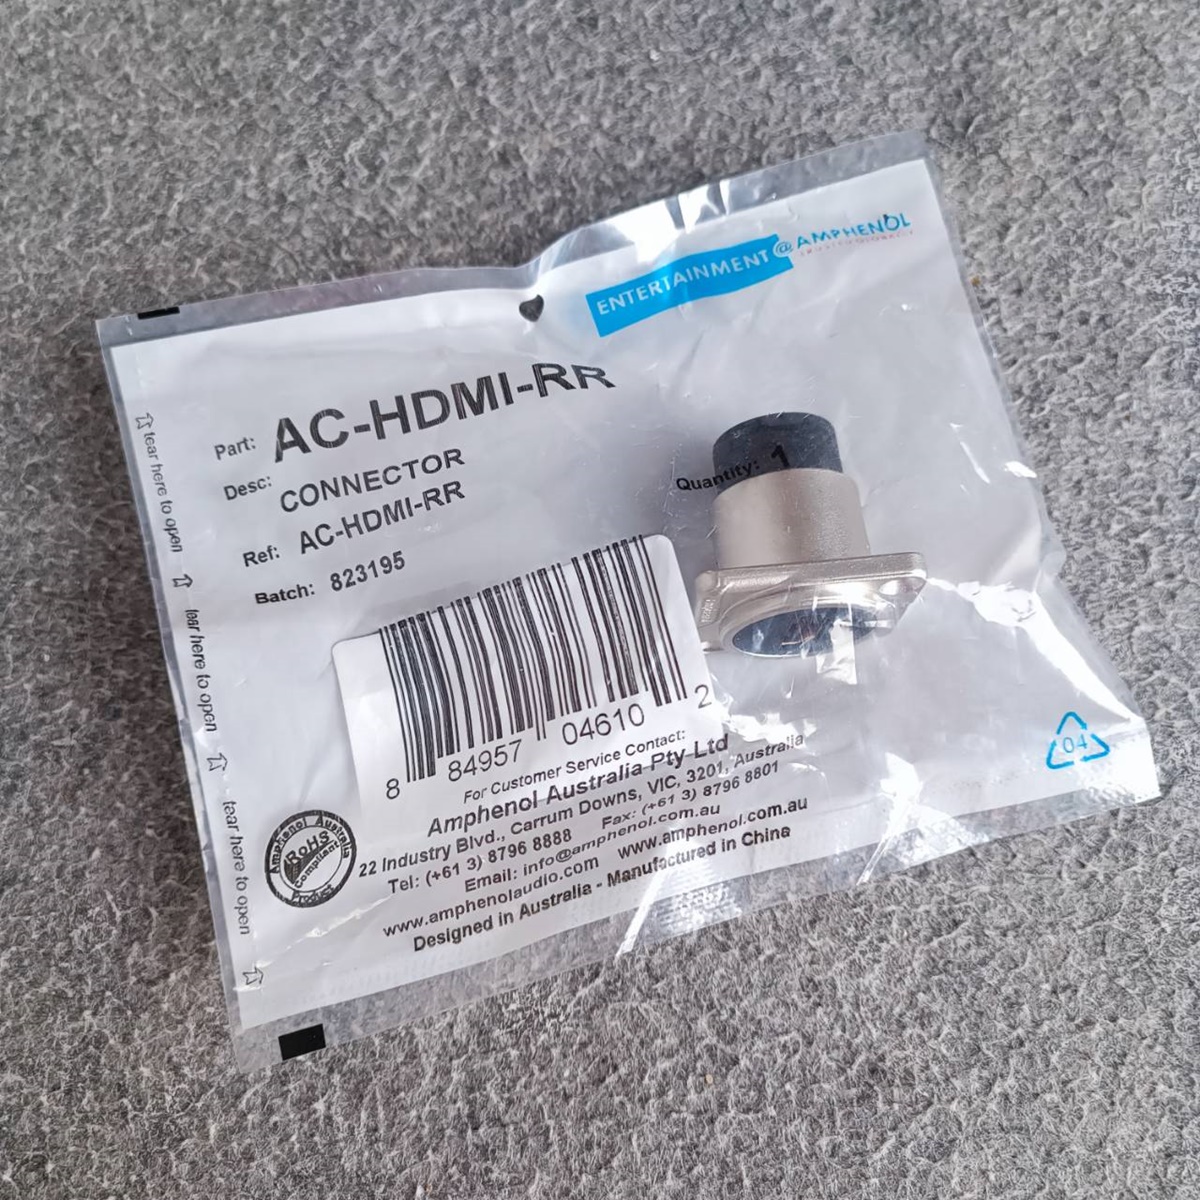 ENTERTAINMENT @ AMPHENOL
Part: AC-HDMI-RR
Desc: CONNECTOR
Ref: AC-HDMI-RR
Batch: 823195
Quantity: 1
8 84957 04610 2
For Customer Service Contact:
Amphenol Australia Pty Ltd
22 Industry Blvd., Carrum Downs, VIC, 3201, Australia
Tel: (+61 3) 8796 8888 Fax: (+61 3) 8796 8801
Email: info@amphenol.com.au
www.amphenolaudio.com www.amphenol.com.au
Designed in Australia - Manufactured in China
Amphenol Australia
RoHS
Compliant
Product
tear here to open
tear here to open
tear here to open
04